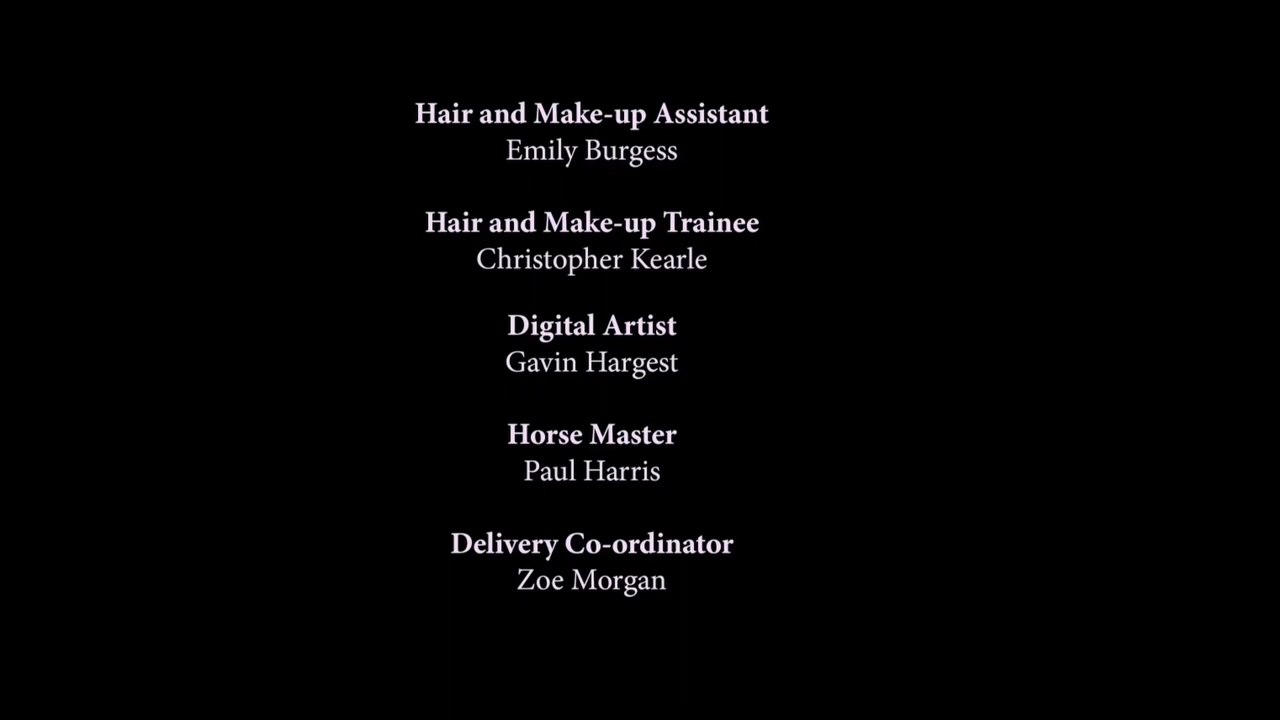 Hair and Make-up Assistant
Emily Burgess
Hair and Make-up Trainee
Christopher Kearle
Digital Artist
Gavin Hargest
Horse Master
Paul Harris
Delivery Co-ordinator
Zoe Morgan